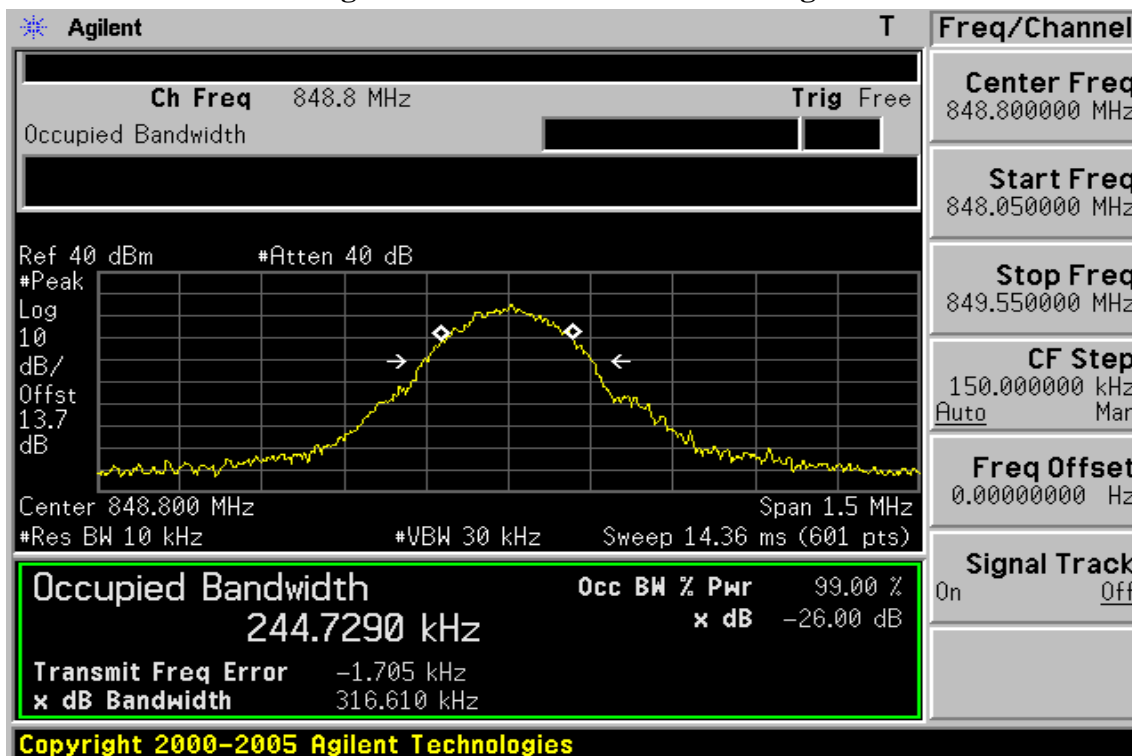 Agilent T
Ch Freq 848.8 MHz Trig Free
Occupied Bandwidth
Ref 40 dBm #Atten 40 dB
#Peak
Log
10
dB/
Offst
13.7
dB
Center 848.800 MHz Span 1.5 MHz
#Res BW 10 kHz #VBW 30 kHz Sweep 14.36 ms (601 pts)
Occupied Bandwidth
244.7290 kHz
Occ BW % Pwr 99.00 %
x dB -26.00 dB
Transmit Freq Error -1.705 kHz
x dB Bandwidth 316.610 kHz
Copyright 2000-2005 Agilent Technologies
Freq/Channel
Center Freq
848.800000 MHz
Start Freq
848.050000 MHz
Stop Freq
849.550000 MHz
CF Step
150.000000 kHz
Auto Man
Freq Offset
0.00000000 Hz
Signal Track
On Off